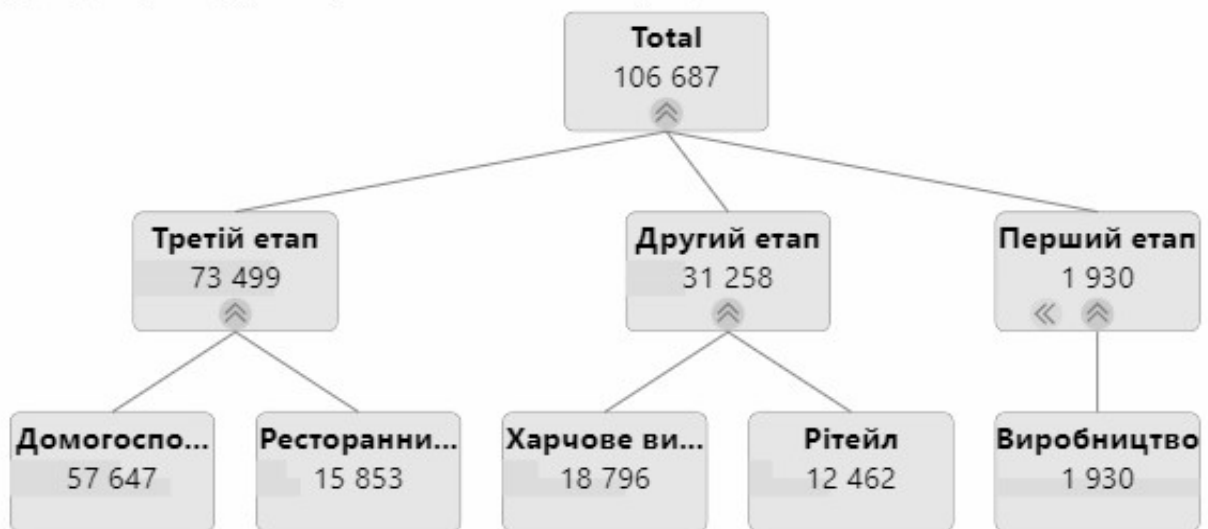 Total
106 687
Третій етап
73 499
Другий етап
31 258
Перший етап
1 930
Домогоспо...
57 647
Ресторанни...
15 853
Харчове ви...
18 796
Рітейл
12 462
Виробництво
1 930